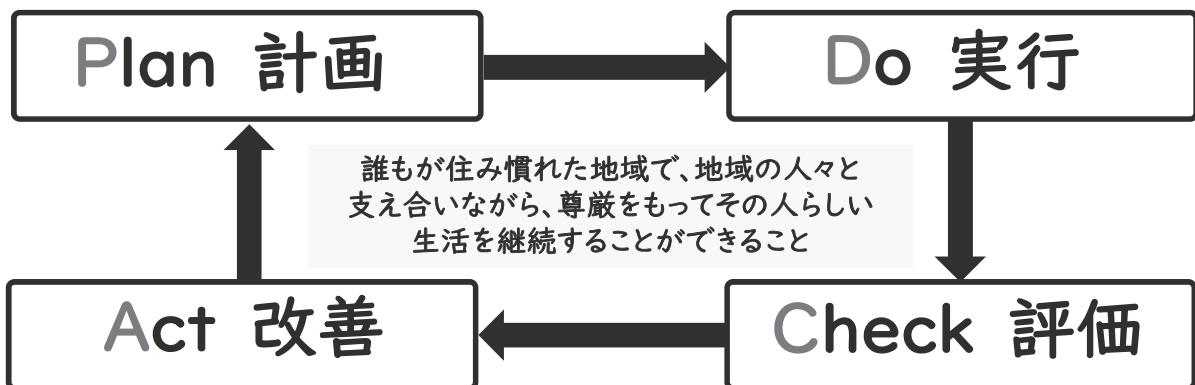 Plan 計画
Do 実行
誰もが住み慣れた地域で、地域の人々と
支え合いながら、尊厳をもってその人らしい
生活を継続することができること
Act 改善
Check 評価